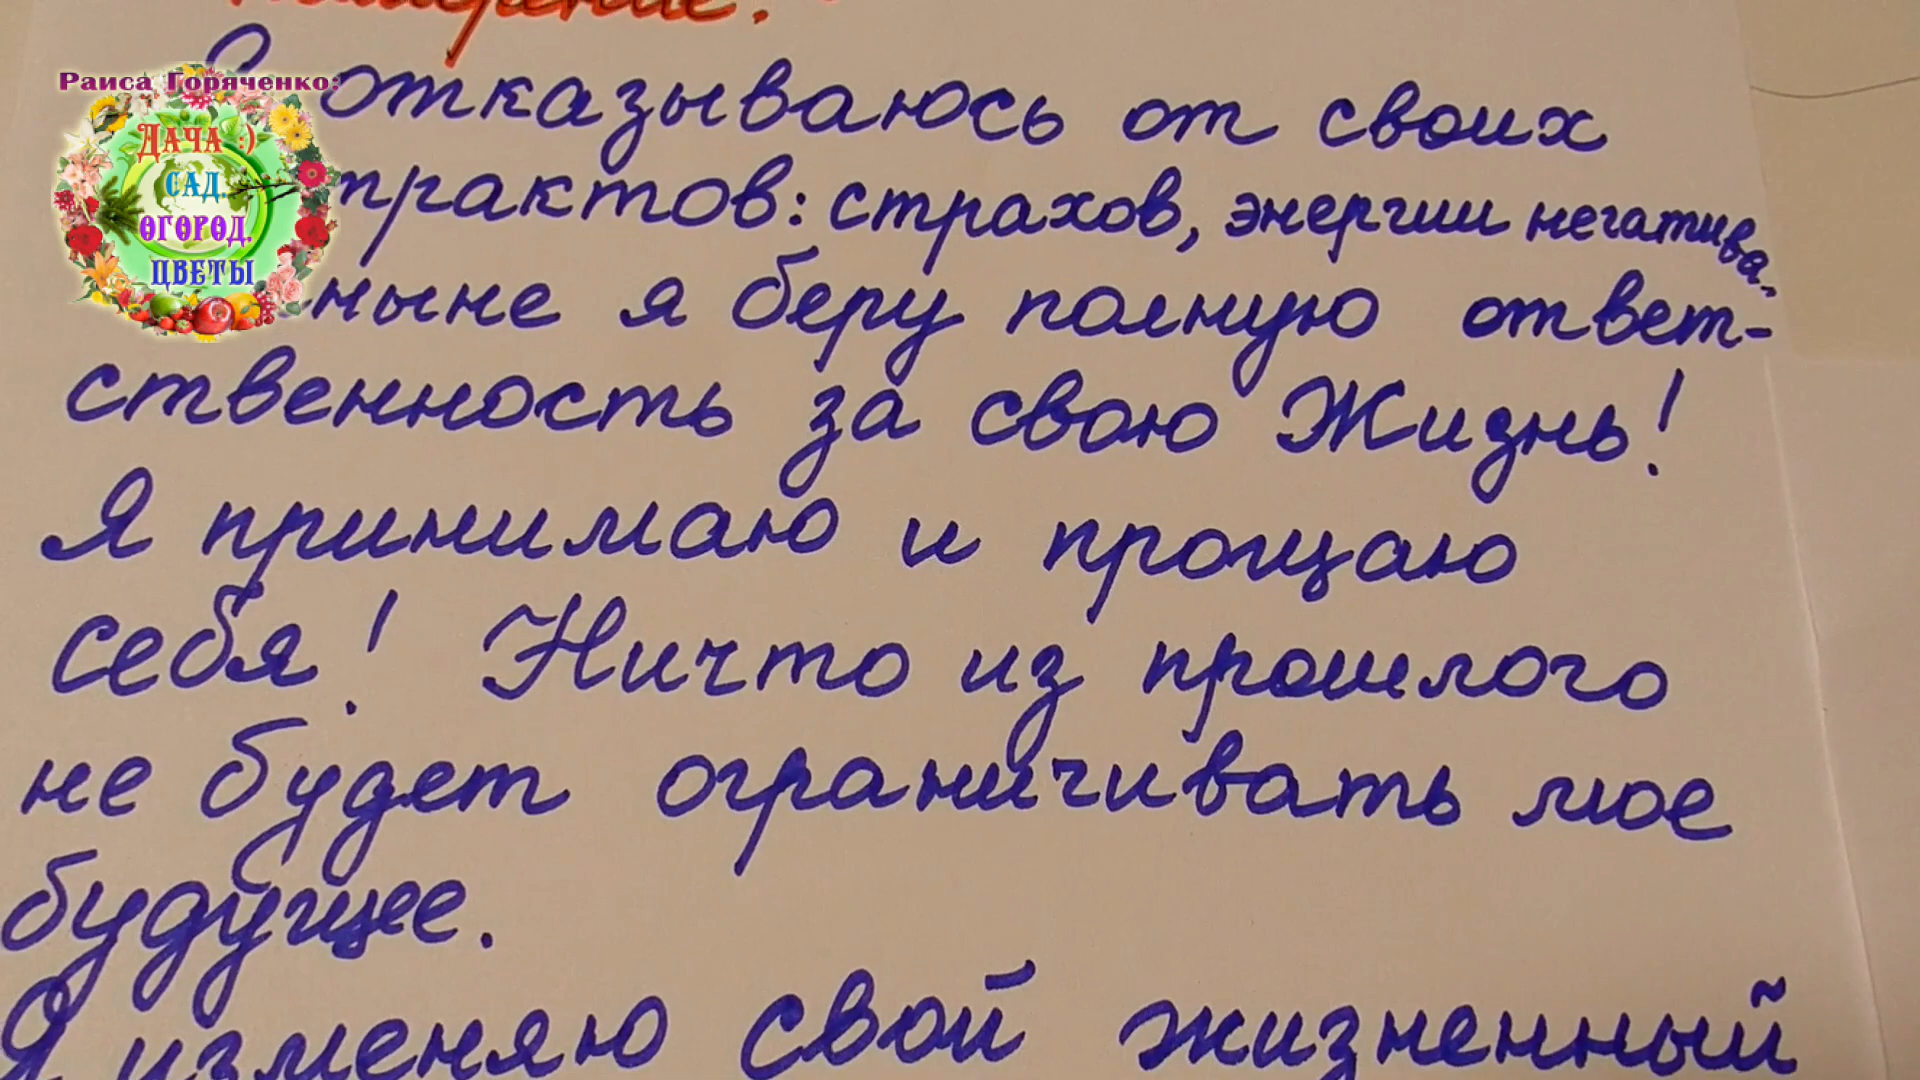 Намерение.
Раиса Горяченко:
Дача :)
САД.
ОГОРОД.
ЦВЕТЫ
Я отказываюсь от своих
трактов: страхов, энергии негатива.
ныне я беру полную ответ-
ственность за свою Жизнь!
Я принимаю и прощаю
себя! Ничто из прошлого
не будет ограничивать мое
будущее.
Я изменяю свой жизненный